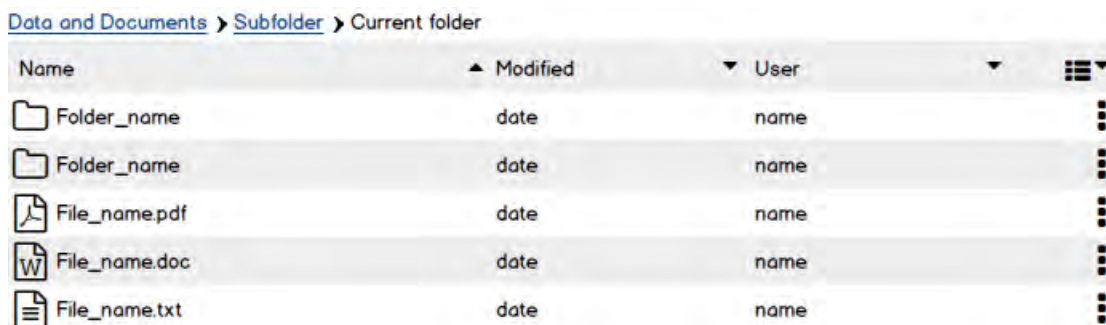 Data and Documents > Subfolder > Current folder
Name Modified User
Folder_name date name
Folder_name date name
File_name.pdf date name
File_name.doc date name
File_name.txt date name